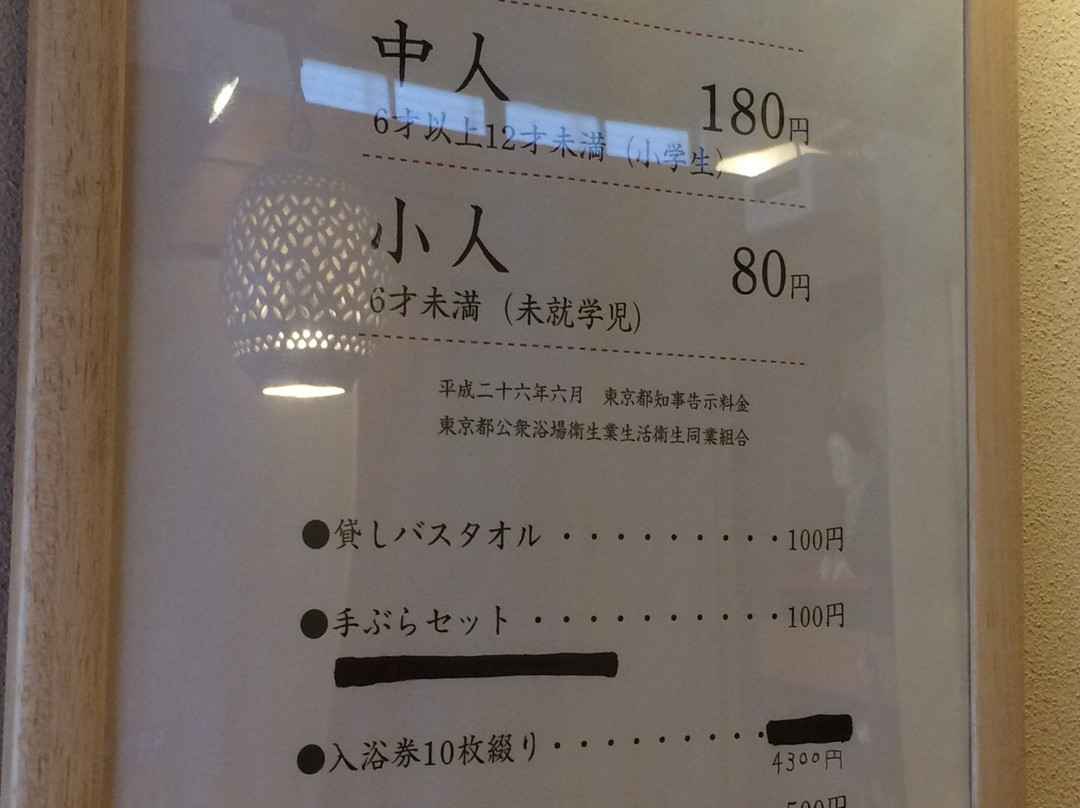 中人 180円
6才以上12才未満（小学生）
小人 80円
6才未満（未就学児）
平成二十六年六月　東京都知事告示料金
東京都公衆浴場衛生業生活衛生同業組合
●貸しバスタオル・・・・・・・・・100円
●手ぶらセット・・・・・・・・・・100円
●入浴券10枚綴り・・・・・・・・・
4300円
500円